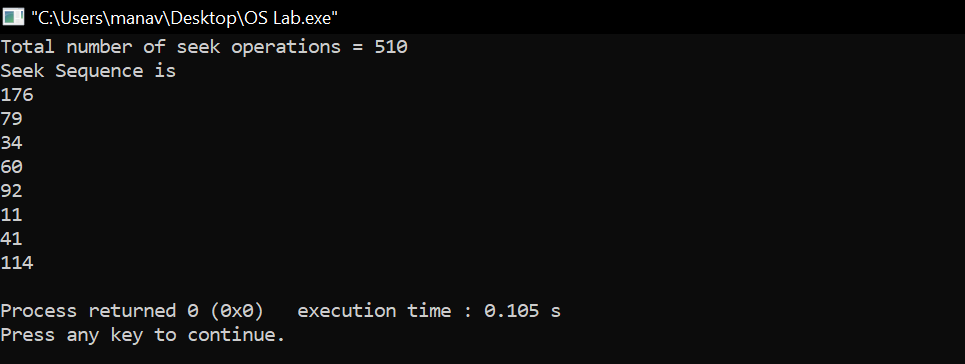 "C:\Users\manav\Desktop\OS Lab.exe"
Total number of seek operations = 510
Seek Sequence is
176
79
34
60
92
11
41
114
Process returned 0 (0x0)   execution time : 0.105 s
Press any key to continue.